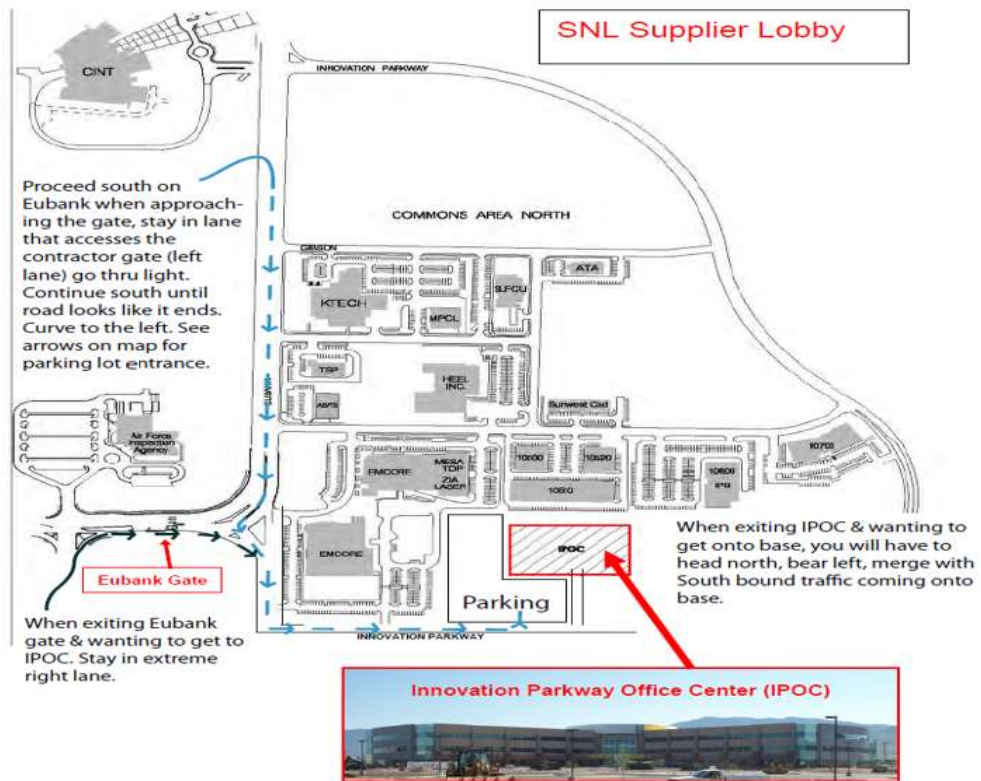 SNL Supplier Lobby
CINT
INNOVATION PARKWAY
Proceed south on
Eubank when approach-
ing the gate, stay in lane
that accesses the
contractor gate (left
lane) go thru light.
Continue south until
road looks like it ends.
Curve to the left. See
arrows on map for
parking lot entrance.
COMMONS AREA NORTH
GIBSON
KTECH
MPCL
SLFCU
ATA
TSP
HEEL
INC.
Sunwest Cad
Air Force
Inspection
Agency
EMCORE
MESA
TOP
ZIA
LASER
10500
10520
10510
10600
IPB
10700
EMCORE
IPOC
Eubank Gate
Parking
INNOVATION PARKWAY
When exiting IPOC & wanting to
get onto base, you will have to
head north, bear left, merge with
South bound traffic coming onto
base.
When exiting Eubank
gate & wanting to get to
IPOC. Stay in extreme
right lane.
Innovation Parkway Office Center (IPOC)